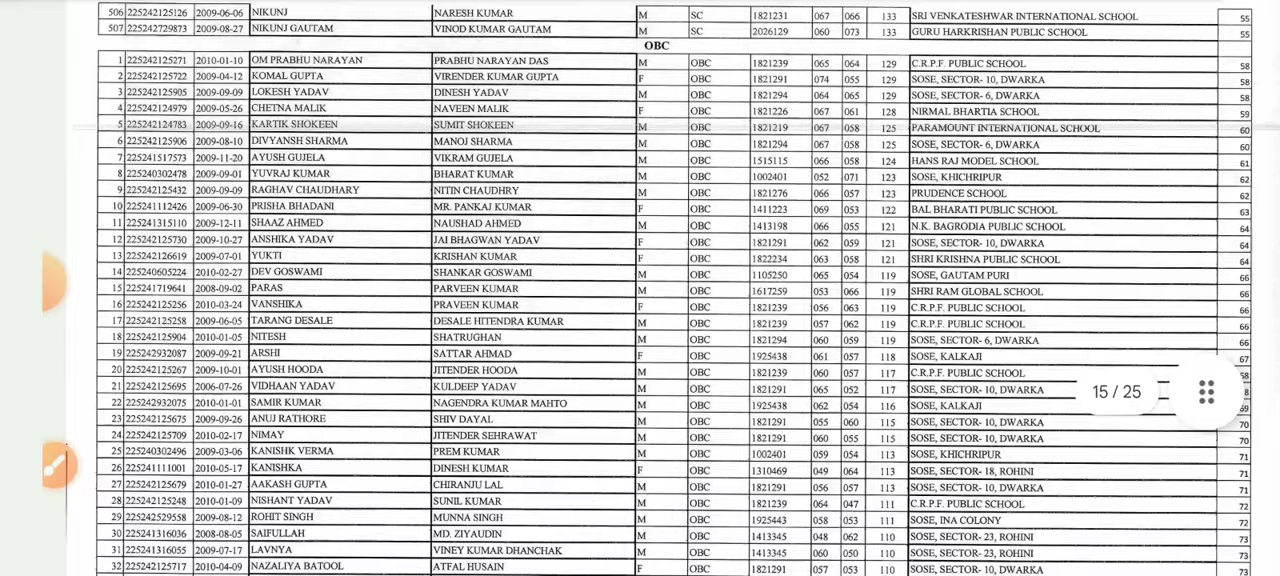 506 225242125126 2009-06-06 NIKUNJ NARESH KUMAR M SC 1821231 067 066 133 SRI VENKATESHWAR INTERNATIONAL SCHOOL 55
507 225242729873 2009-08-27 NIKUNJ GAUTAM VINOD KUMAR GAUTAM M SC 2026129 060 073 133 GURU HARKRISHAN PUBLIC SCHOOL 55
OBC
1 225242125271 2010-01-10 OM PRABHU NARAYAN PRABHU NARAYAN DAS M OBC 1821239 065 064 129 C.R.P.F. PUBLIC SCHOOL 58
2 225242125722 2009-04-12 KOMAL GUPTA VIRENDER KUMAR GUPTA F OBC 1821291 074 055 129 SOSE, SECTOR- 10, DWARKA 58
3 225242125905 2009-09-09 LOKESH YADAV DINESH YADAV M OBC 1821294 064 065 129 SOSE, SECTOR- 6, DWARKA 58
4 225242124979 2009-05-26 CHETNA MALIK NAVEEN MALIK F OBC 1821226 067 061 128 NIRMAL BHARTIA SCHOOL 59
5 225242124783 2009-09-16 KARTIK SHOKEEN SUMIT SHOKEEN M OBC 1821219 067 058 125 PARAMOUNT INTERNATIONAL SCHOOL 60
6 225242125906 2009-08-10 DIVYANSH SHARMA MANOJ SHARMA M OBC 1821294 067 058 125 SOSE, SECTOR- 6, DWARKA 60
7 225241517573 2009-11-20 AYUSH GUJELA VIKRAM GUJELA M OBC 1515115 066 058 124 HANS RAJ MODEL SCHOOL 61
8 225240302478 2009-09-01 YUVRAJ KUMAR BHARAT KUMAR M OBC 1002401 052 071 123 SOSE, KHICHRIPUR 62
9 225242125432 2009-09-09 RAGHAV CHAUDHARY NITIN CHAUDHRY M OBC 1821276 066 057 123 PRUDENCE SCHOOL 62
10 225241112426 2009-06-30 PRISHA BHADANI MR. PANKAJ KUMAR F OBC 1411223 069 053 122 BAL BHARATI PUBLIC SCHOOL 63
11 225241315110 2009-12-11 SHAAZ AHMED NAUSHAD AHMED M OBC 1413198 066 055 121 N.K. BAGRODIA PUBLIC SCHOOL 64
12 225242125730 2009-10-27 ANSHIKA YADAV JAI BHAGWAN YADAV F OBC 1821291 062 059 121 SOSE, SECTOR- 10, DWARKA 64
13 225242126619 2009-07-01 YUKTI KRISHAN KUMAR F OBC 1822234 063 058 121 SHRI KRISHNA PUBLIC SCHOOL 64
14 225240605224 2010-02-27 DEV GOSWAMI SHANKAR GOSWAMI M OBC 1105250 065 054 119 SOSE, GAUTAM PURI 66
15 225241719641 2008-09-02 PARAS PARVEEN KUMAR M OBC 1617259 053 066 119 SHRI RAM GLOBAL SCHOOL 66
16 225242125256 2010-03-24 VANSHIKA PRAVEEN KUMAR F OBC 1821239 056 063 119 C.R.P.F. PUBLIC SCHOOL 66
17 225242125258 2009-06-05 TARANG DESALE DESALE HITENDRA KUMAR M OBC 1821239 057 062 119 C.R.P.F. PUBLIC SCHOOL 66
18 225242125904 2010-01-05 NITESH SHATRUGHAN M OBC 1821294 060 059 119 SOSE, SECTOR- 6, DWARKA 66
19 225242932087 2009-09-21 ARSHI SATTAR AHMAD F OBC 1925438 061 057 118 SOSE, KALKAJI 67
20 225242125267 2009-10-01 AYUSH HOODA JITENDER HOODA M OBC 1821239 060 057 117 C.R.P.F. PUBLIC SCHOOL
21 225242125695 2006-07-26 VIDHAAN YADAV KULDEEP YADAV M OBC 1821291 065 052 117 SOSE, SECTOR- 10, DWARKA
15 / 25
22 225242932075 2010-01-01 SAMIR KUMAR NAGENDRA KUMAR MAHTO M OBC 1925438 062 054 116 SOSE, KALKAJI
23 225242125675 2009-09-26 ANUJ RATHORE SHIV DAYAL M OBC 1821291 055 060 115 SOSE, SECTOR- 10, DWARKA 70
24 225242125709 2010-02-17 NIMAY JITENDER SEHRAWAT M OBC 1821291 060 055 115 SOSE, SECTOR- 10, DWARKA 70
25 225240302496 2009-03-06 KANISHK VERMA PREM KUMAR M OBC 1002401 059 054 113 SOSE, KHICHRIPUR 71
26 225241111001 2010-05-17 KANISHKA DINESH KUMAR F OBC 1310469 049 064 113 SOSE, SECTOR- 18, ROHINI 71
27 225242125679 2010-01-27 AAKASH GUPTA CHIRANJU LAL M OBC 1821291 056 057 113 SOSE, SECTOR- 10, DWARKA 71
28 225242125248 2010-01-09 NISHANT YADAV SUNIL KUMAR M OBC 1821239 064 047 111 C.R.P.F. PUBLIC SCHOOL 72
29 225242529558 2009-08-12 ROHIT SINGH MUNNA SINGH M OBC 1925443 058 053 111 SOSE, INA COLONY 72
30 225241316036 2008-08-05 SAIFULLAH MD. ZIYAUDIN M OBC 1413345 048 062 110 SOSE, SECTOR- 23, ROHINI 73
31 225241316055 2009-07-17 LAVNYA VINEY KUMAR DHANCHAK M OBC 1413345 060 050 110 SOSE, SECTOR- 23, ROHINI 73
32 225242125717 2010-04-09 NAZALIYA BATOOL ATFAL HUSAIN F OBC 1821291 057 053 110 SOSE, SECTOR- 10, DWARKA 73